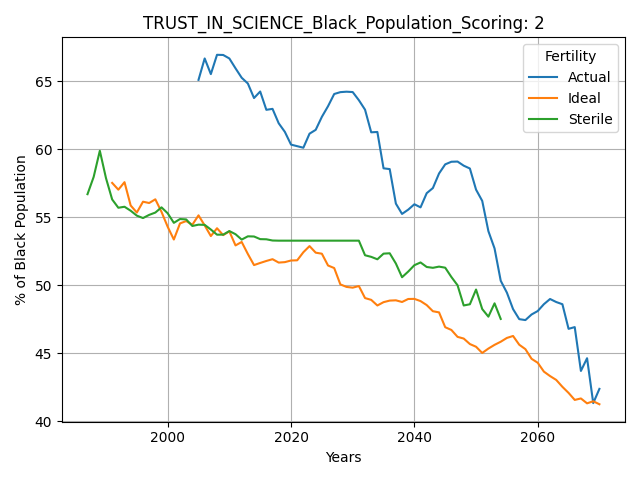 TRUST_IN_SCIENCE_Black_Population_Scoring: 2
Fertility
Actual
Ideal
Sterile
% of Black Population
65
60
55
50
45
40
2000 2020 2040 2060
Years